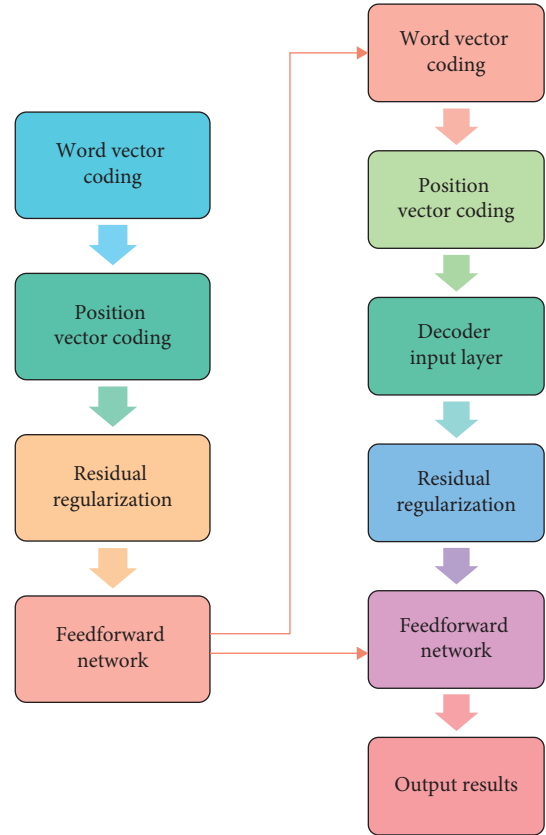 Word vector
coding
Position
vector coding
Residual
regularization
Feedforward
network
Word vector
coding
Position
vector coding
Decoder
input layer
Residual
regularization
Feedforward
network
Output results